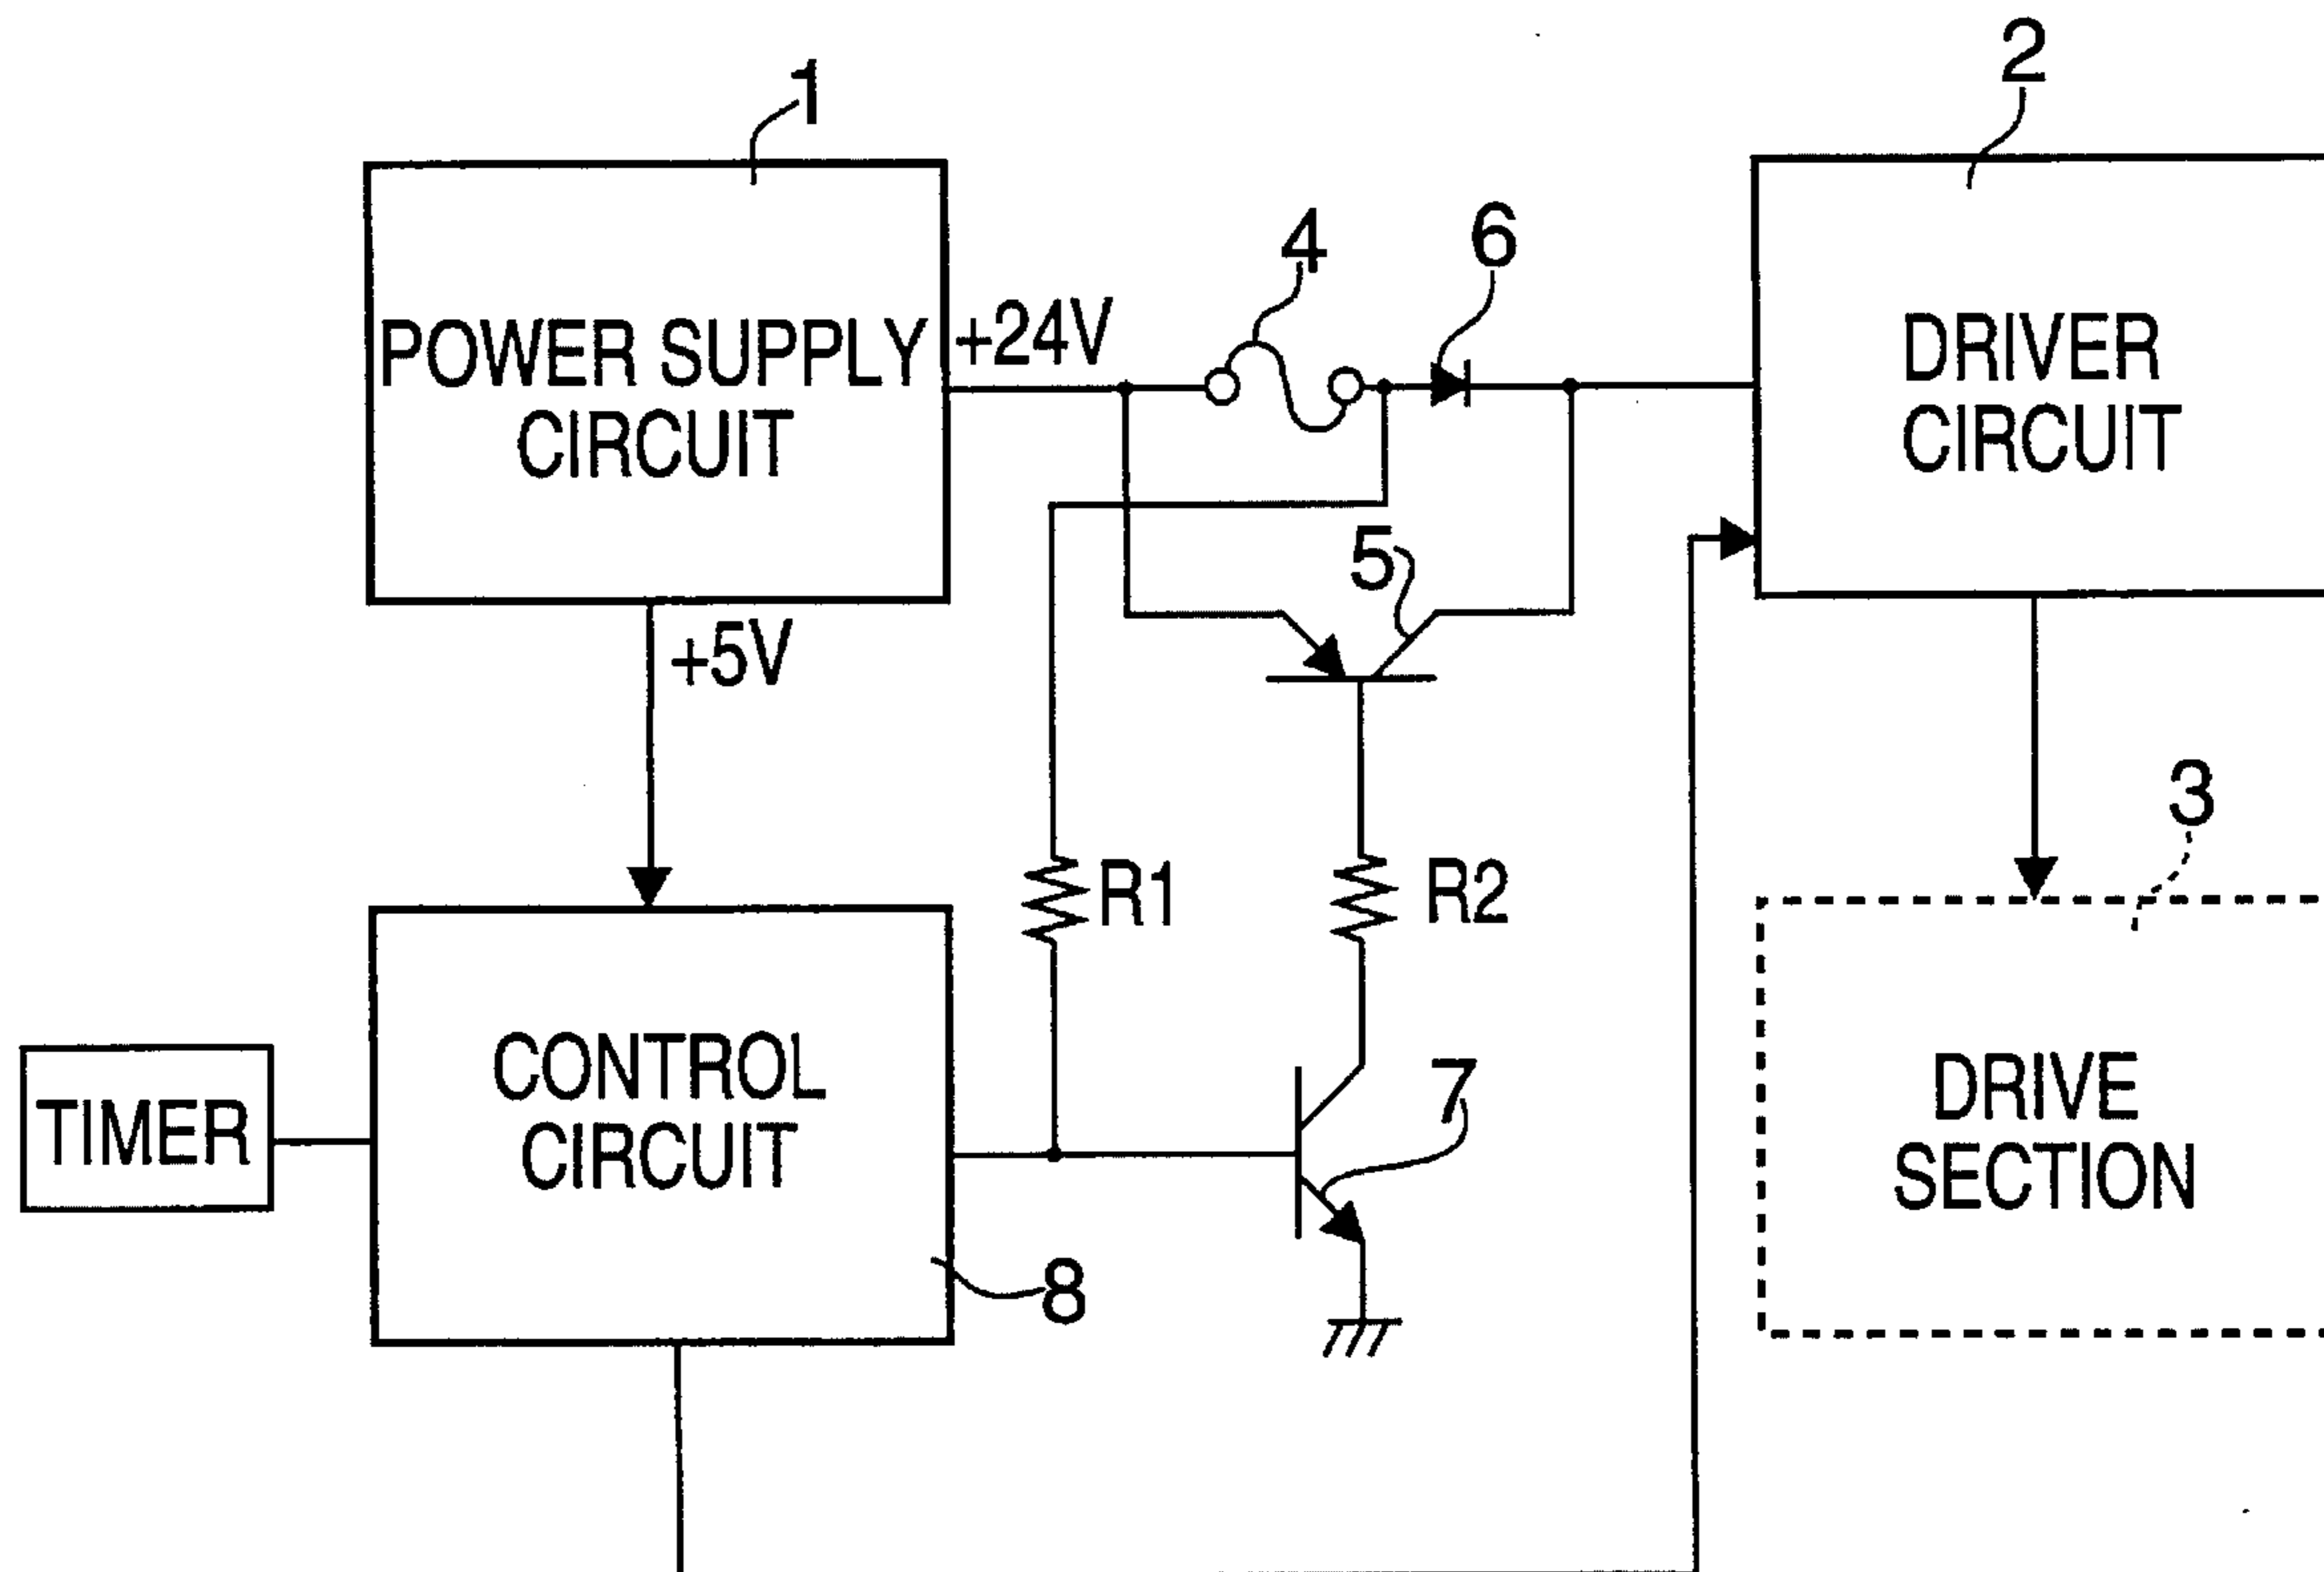 1
2
POWER SUPPLY
CIRCUIT
+24V
4
6
DRIVER
CIRCUIT
5
+5V
3
R1
R2
TIMER
CONTROL
CIRCUIT
7
DRIVE
SECTION
8